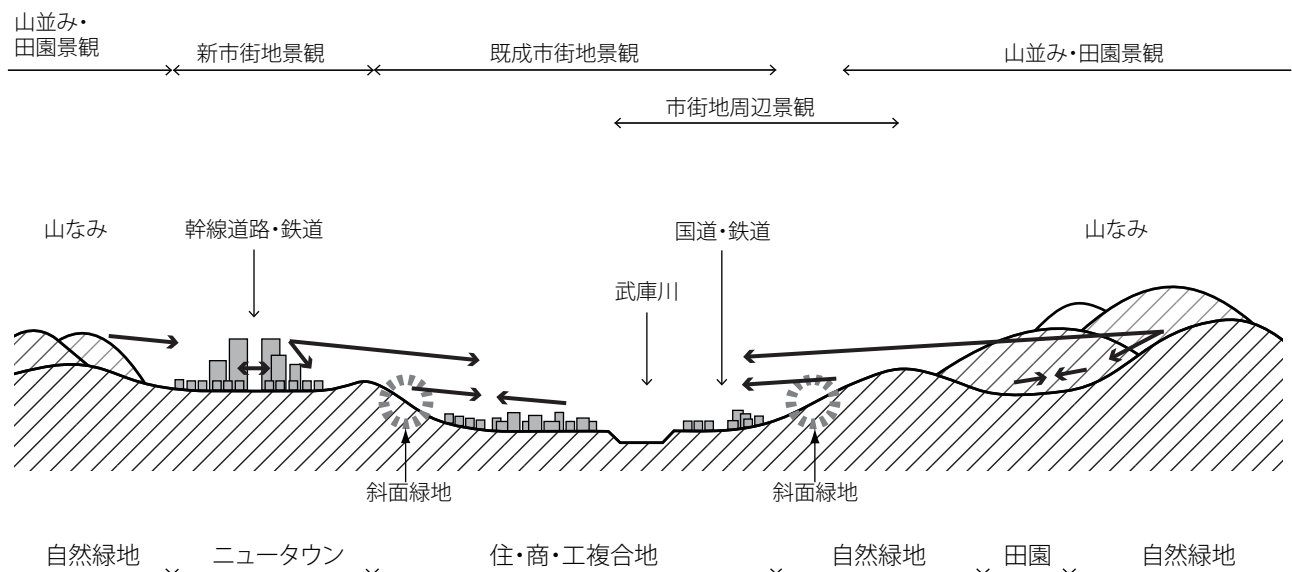 山並み・
田園景観
新市街地景観
既成市街地景観
山並み・田園景観
市街地周辺景観
山なみ
幹線道路・鉄道
国道・鉄道
山なみ
武庫川
斜面緑地
斜面緑地
自然緑地
ニュータウン
住・商・工複合地
自然緑地
田園
自然緑地